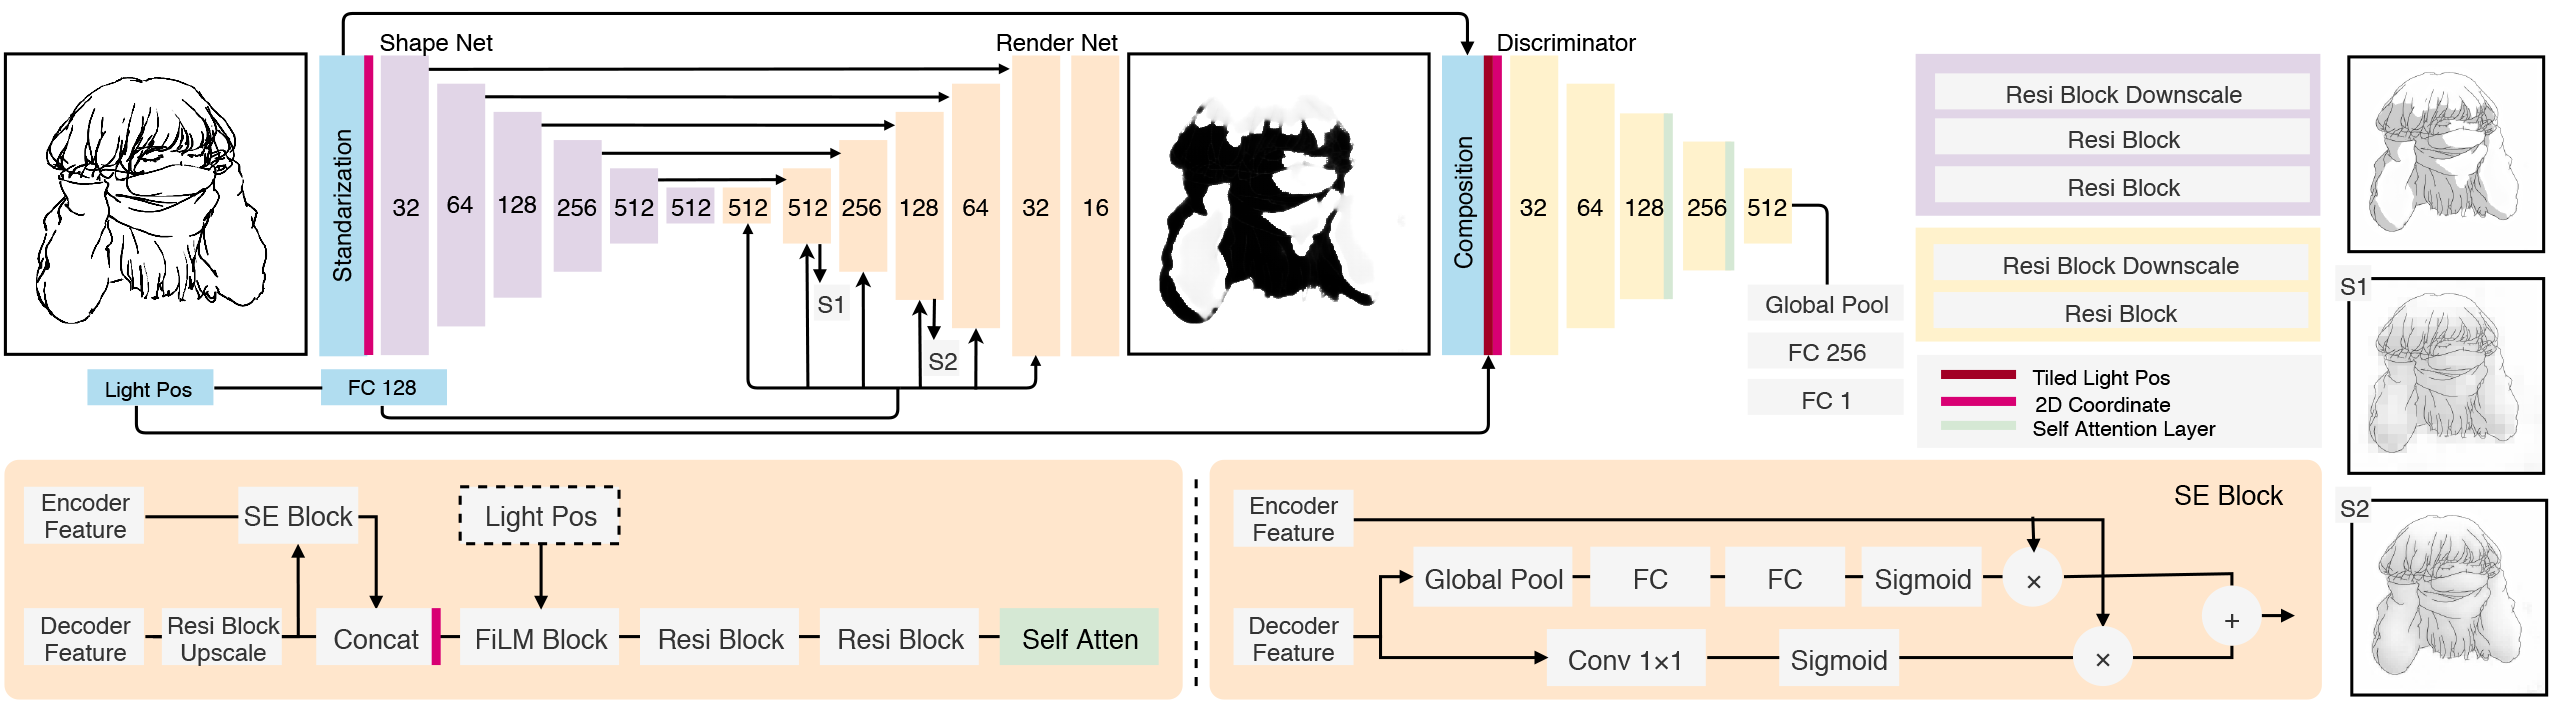 Shape Net
Render Net
Discriminator
Standarization
32
64
128
256
512
512
512
512
256
128
64
32
16
S1
S2
Composition
32
64
128
256
512
Global Pool
FC 256
FC 1
Light Pos
FC 128
Resi Block Downscale
Resi Block
Resi Block
Resi Block Downscale
Resi Block
Tiled Light Pos
2D Coordinate
Self Attention Layer
S1
S2
Encoder
Feature
SE Block
Light Pos
Decoder
Feature
Resi Block
Upscale
Concat
FiLM Block
Resi Block
Resi Block
Self Atten
SE Block
Encoder
Feature
Global Pool
FC
FC
Sigmoid
×
Decoder
Feature
Conv 1×1
Sigmoid
×
+